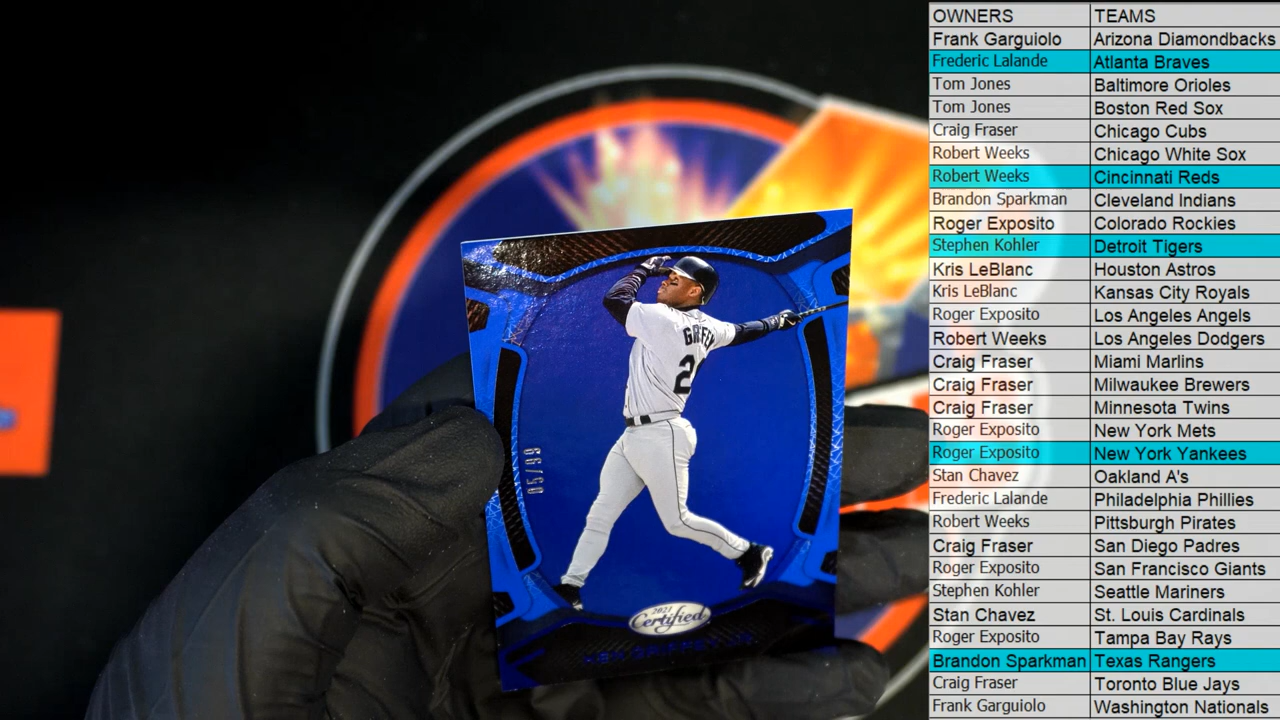 OWNERS TEAMS
Frank Garguiolo Arizona Diamondbacks
Frederic Lalande Atlanta Braves
Tom Jones Baltimore Orioles
Tom Jones Boston Red Sox
Craig Fraser Chicago Cubs
Robert Weeks Chicago White Sox
Robert Weeks Cincinnati Reds
Brandon Sparkman Cleveland Indians
Roger Exposito Colorado Rockies
Stephen Kohler Detroit Tigers
Kris LeBlanc Houston Astros
Kris LeBlanc Kansas City Royals
Roger Exposito Los Angeles Angels
Robert Weeks Los Angeles Dodgers
Craig Fraser Miami Marlins
Craig Fraser Milwaukee Brewers
Craig Fraser Minnesota Twins
Roger Exposito New York Mets
Roger Exposito New York Yankees
Stan Chavez Oakland A's
Frederic Lalande Philadelphia Phillies
Robert Weeks Pittsburgh Pirates
Craig Fraser San Diego Padres
Roger Exposito San Francisco Giants
Stephen Kohler Seattle Mariners
Stan Chavez St. Louis Cardinals
Roger Exposito Tampa Bay Rays
Brandon Sparkman Texas Rangers
Craig Fraser Toronto Blue Jays
Frank Garguiolo Washington Nationals
2021
Certified
KEN GRIFFEY JR.